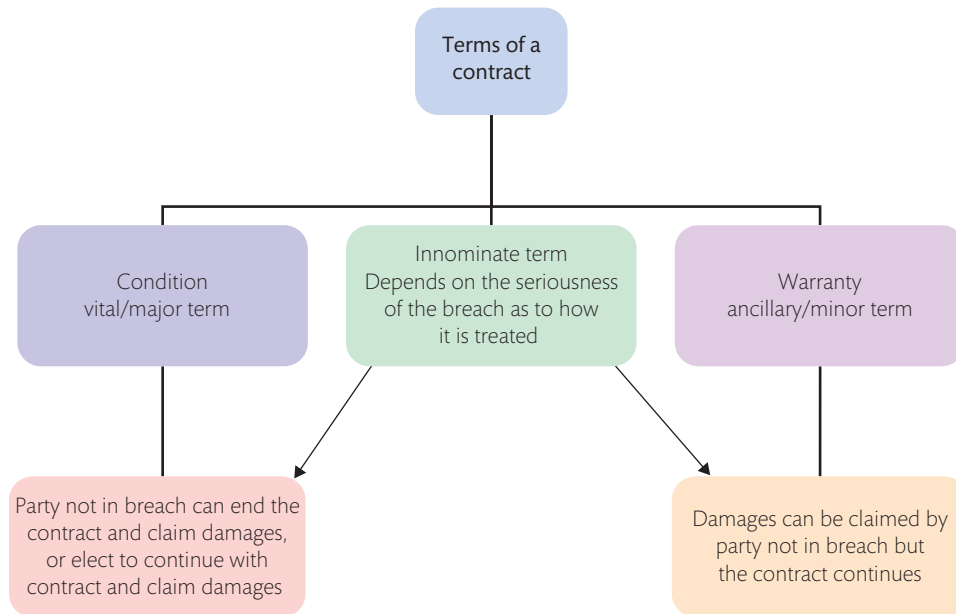 Terms of a
contract
Condition
vital/major term
Innominate term
Depends on the seriousness
of the breach as to how
it is treated
Warranty
ancillary/minor term
Party not in breach can end the
contract and claim damages,
or elect to continue with
contract and claim damages
Damages can be claimed by
party not in breach but
the contract continues